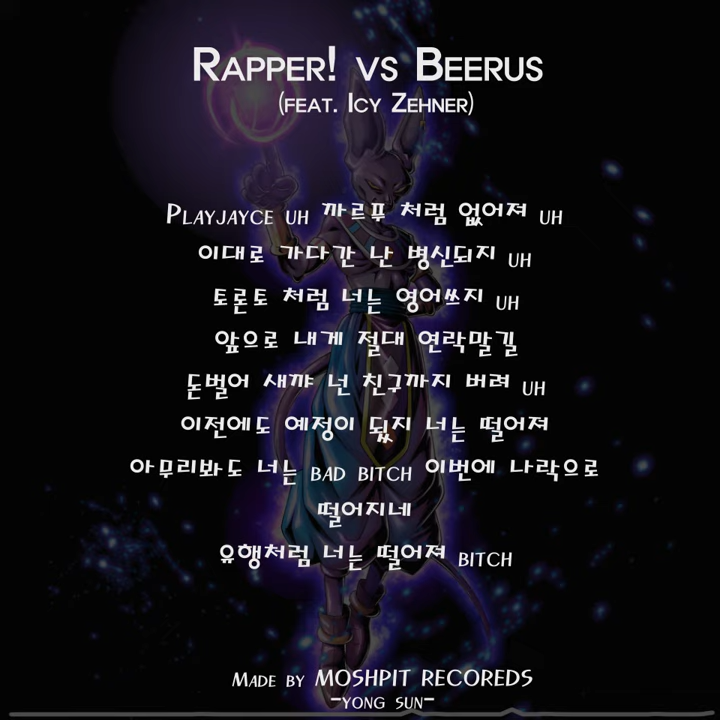 Rapper! vs Beerus
(feat. Icy Zehner)
Playjayce uh 까르푸 처럼 없어져 uh
이대로 가다간 난 병신되지 uh
토론토 처럼 너는 영어쓰지 uh
앞으로 내게 절대 연락말길
돈벌어 새꺄 넌 친구까지 버려 uh
이전에도 예정이 됬지 너는 떨어져
아무리봐도 너는 bad bitch 이번에 나락으로
떨어지네
유행처럼 너는 떨어져 bitch
Made by MOSHPIT RECOREDS
-yong sun-